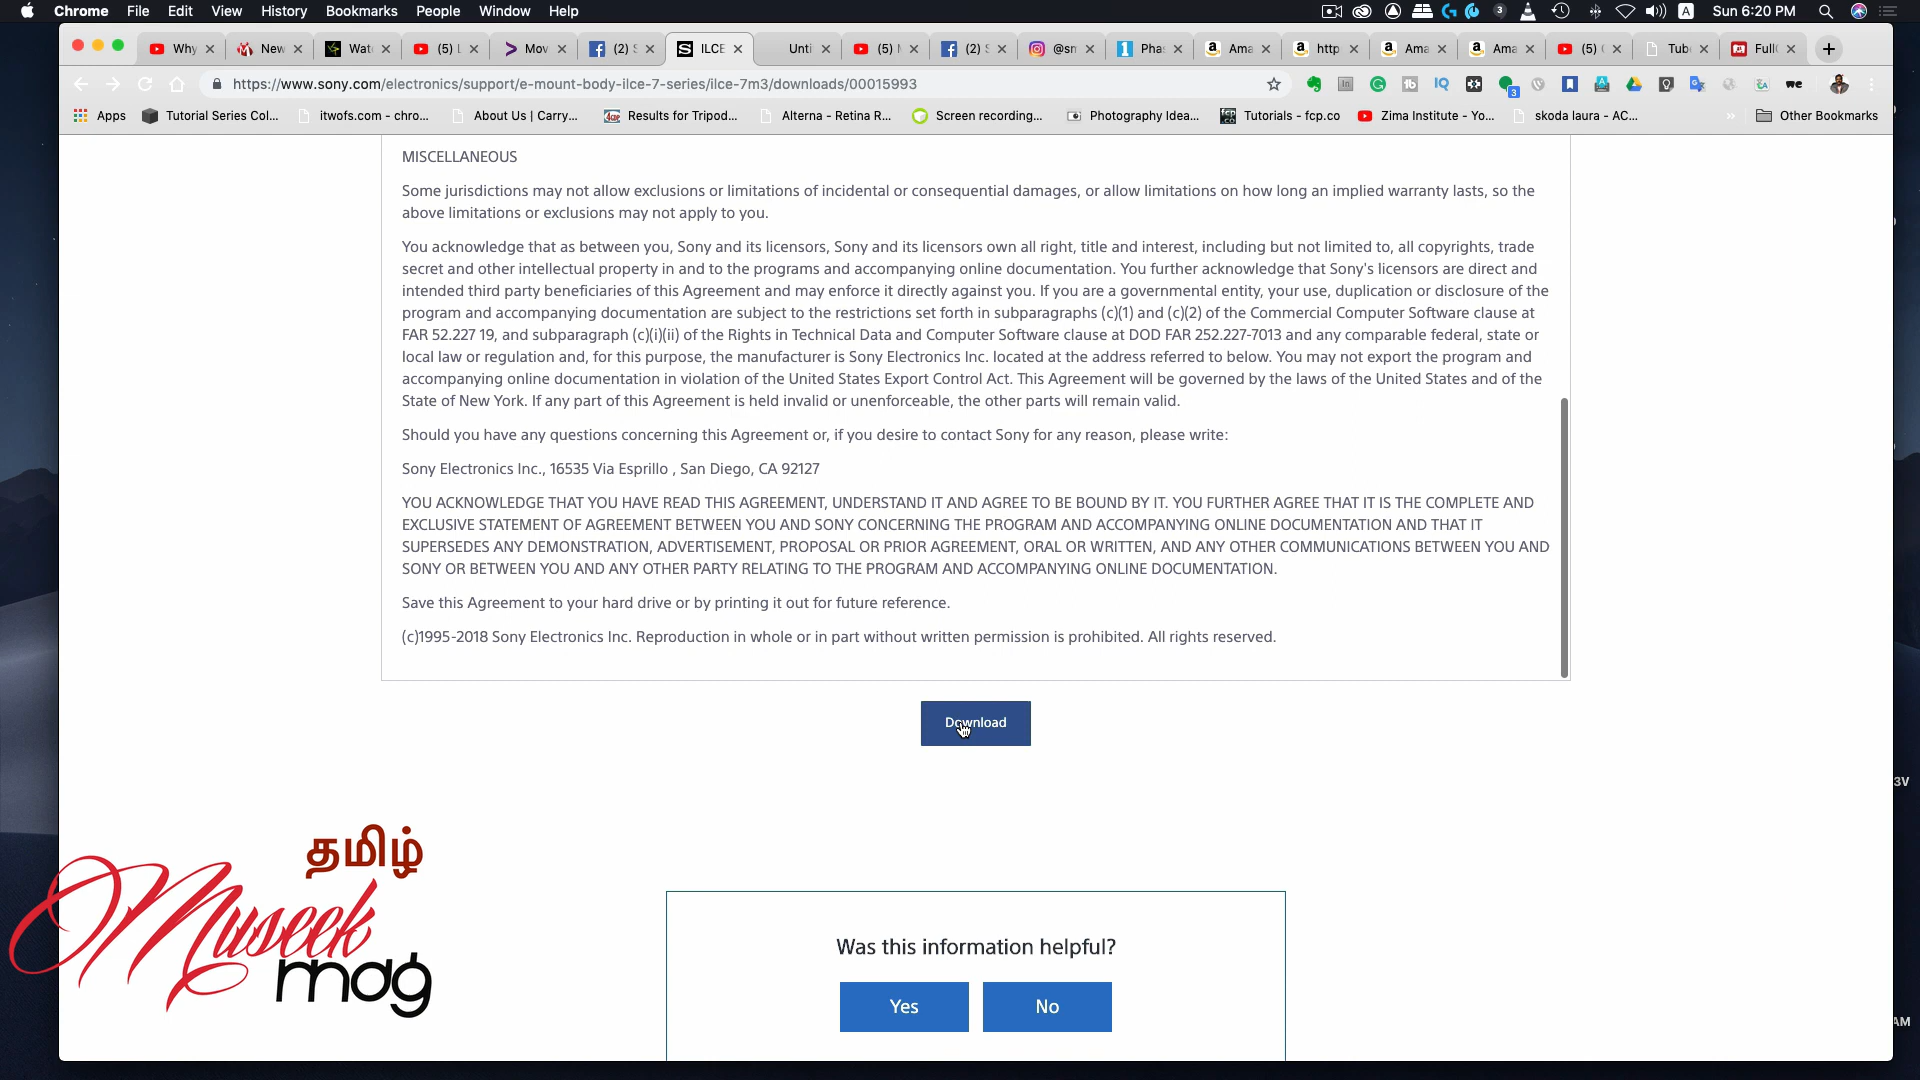 Chrome File Edit View History Bookmarks People Window Help 3 A Sun 6:20 PM
Why New Wat (5) L Mov (2) S ILCE Unti (5) (2) S @sn Pha Ama http Ama Ama (5) Tub Full
https://www.sony.com/electronics/support/e-mount-body-ilce-7-series/ilce-7m3/downloads/00015993
Apps Tutorial Series Col... itwofs.com - chro... About Us | Carry... Results for Tripod... Alterna - Retina R... Screen recording... Photography Idea... Tutorials - fcp.co Zima Institute - Yo... skoda laura - AC... » Other Bookmarks
MISCELLANEOUS
Some jurisdictions may not allow exclusions or limitations of incidental or consequential damages, or allow limitations on how long an implied warranty lasts, so the
above limitations or exclusions may not apply to you.
You acknowledge that as between you, Sony and its licensors, Sony and its licensors own all right, title and interest, including but not limited to, all copyrights, trade
secret and other intellectual property in and to the programs and accompanying online documentation. You further acknowledge that Sony's licensors are direct and
intended third party beneficiaries of this Agreement and may enforce it directly against you. If you are a governmental entity, your use, duplication or disclosure of the
program and accompanying documentation are subject to the restrictions set forth in subparagraphs (c)(1) and (c)(2) of the Commercial Computer Software clause at
FAR 52.227 19, and subparagraph (c)(i)(ii) of the Rights in Technical Data and Computer Software clause at DOD FAR 252.227-7013 and any comparable federal, state or
local law or regulation and, for this purpose, the manufacturer is Sony Electronics Inc. located at the address referred to below. You may not export the program and
accompanying online documentation in violation of the United States Export Control Act. This Agreement will be governed by the laws of the United States and of the
State of New York. If any part of this Agreement is held invalid or unenforceable, the other parts will remain valid.
Should you have any questions concerning this Agreement or, if you desire to contact Sony for any reason, please write:
Sony Electronics Inc., 16535 Via Esprillo , San Diego, CA 92127
YOU ACKNOWLEDGE THAT YOU HAVE READ THIS AGREEMENT, UNDERSTAND IT AND AGREE TO BE BOUND BY IT. YOU FURTHER AGREE THAT IT IS THE COMPLETE AND
EXCLUSIVE STATEMENT OF AGREEMENT BETWEEN YOU AND SONY CONCERNING THE PROGRAM AND ACCOMPANYING ONLINE DOCUMENTATION AND THAT IT
SUPERSEDES ANY DEMONSTRATION, ADVERTISEMENT, PROPOSAL OR PRIOR AGREEMENT, ORAL OR WRITTEN, AND ANY OTHER COMMUNICATIONS BETWEEN YOU AND
SONY OR BETWEEN YOU AND ANY OTHER PARTY RELATING TO THE PROGRAM AND ACCOMPANYING ONLINE DOCUMENTATION.
Save this Agreement to your hard drive or by printing it out for future reference.
(c)1995-2018 Sony Electronics Inc. Reproduction in whole or in part without written permission is prohibited. All rights reserved.
Download
3V
தமிழ்
Museek
mag
Was this information helpful?
Yes No
AM